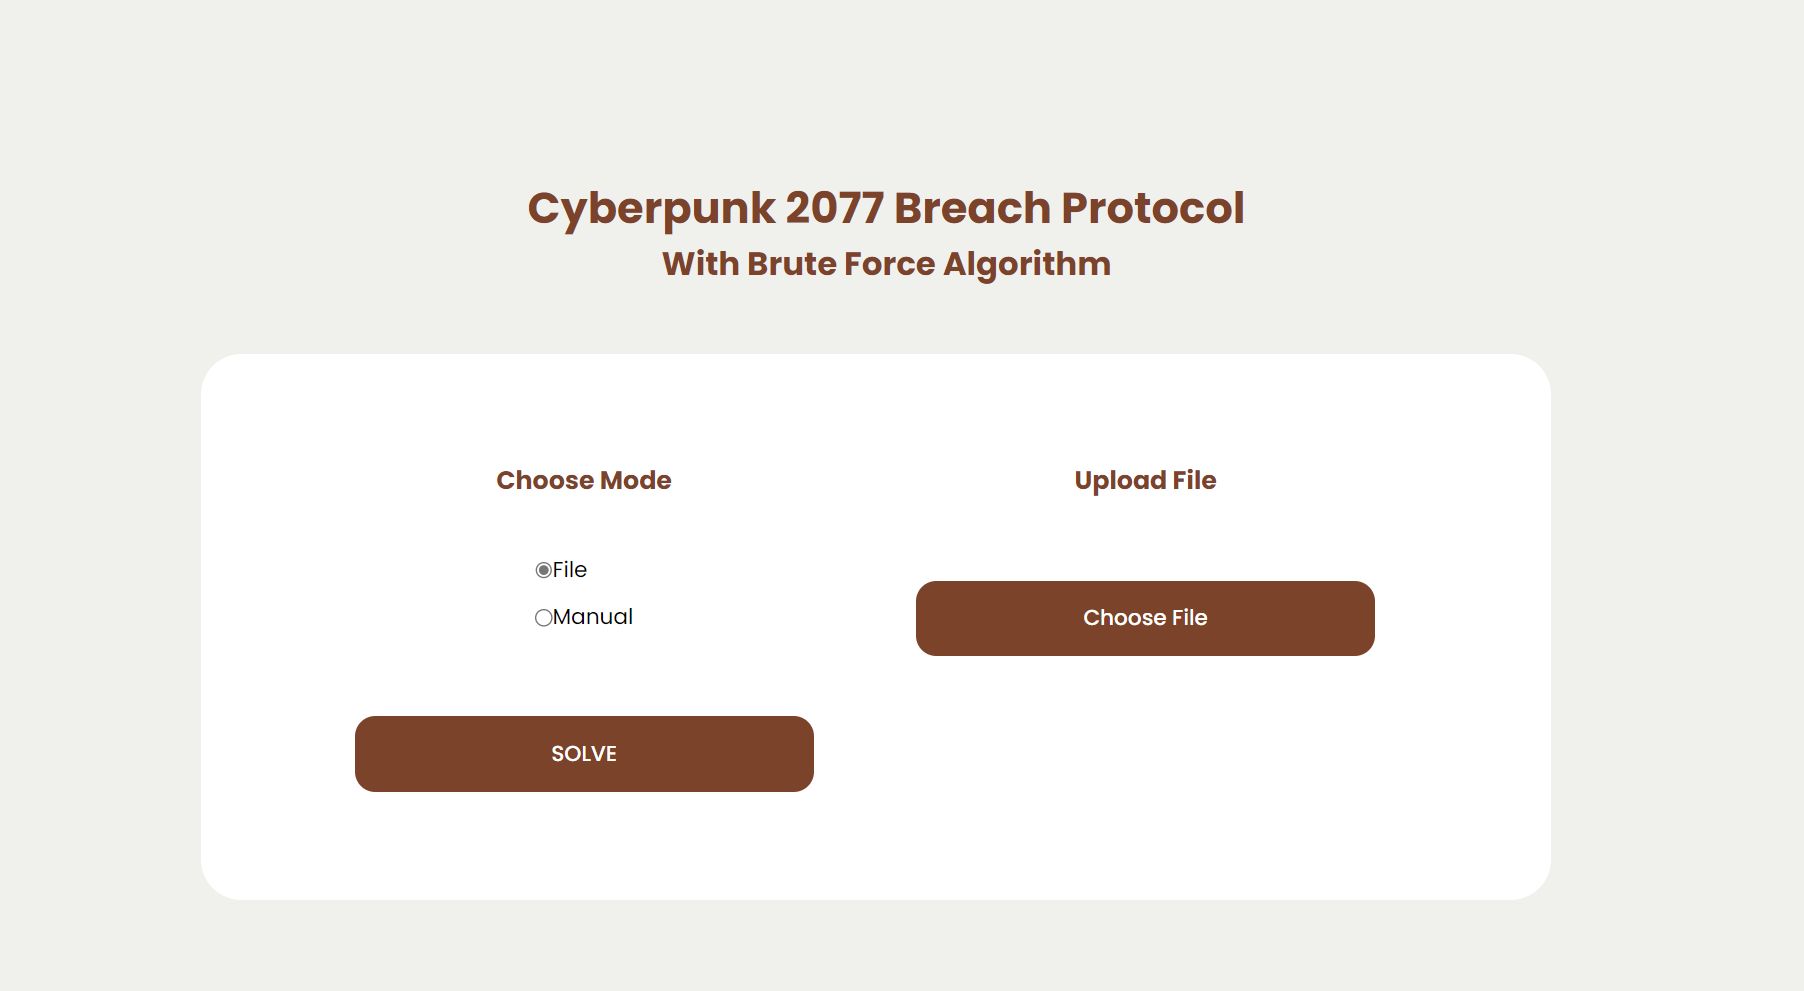 Cyberpunk 2077 Breach Protocol
With Brute Force Algorithm
Choose Mode
File
Manual
SOLVE
Upload File
Choose File